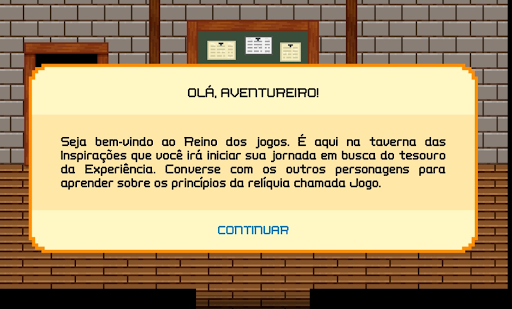 OLÁ, AVENTUREIRO!
Seja bem-vindo ao Reino dos jogos. É aqui na taverna das
Inspirações que você irá iniciar sua jornada em busca do tesouro
da Experiência. Converse com os outros personagens para
aprender sobre os princípios da relíquia chamada Jogo.
CONTINUAR